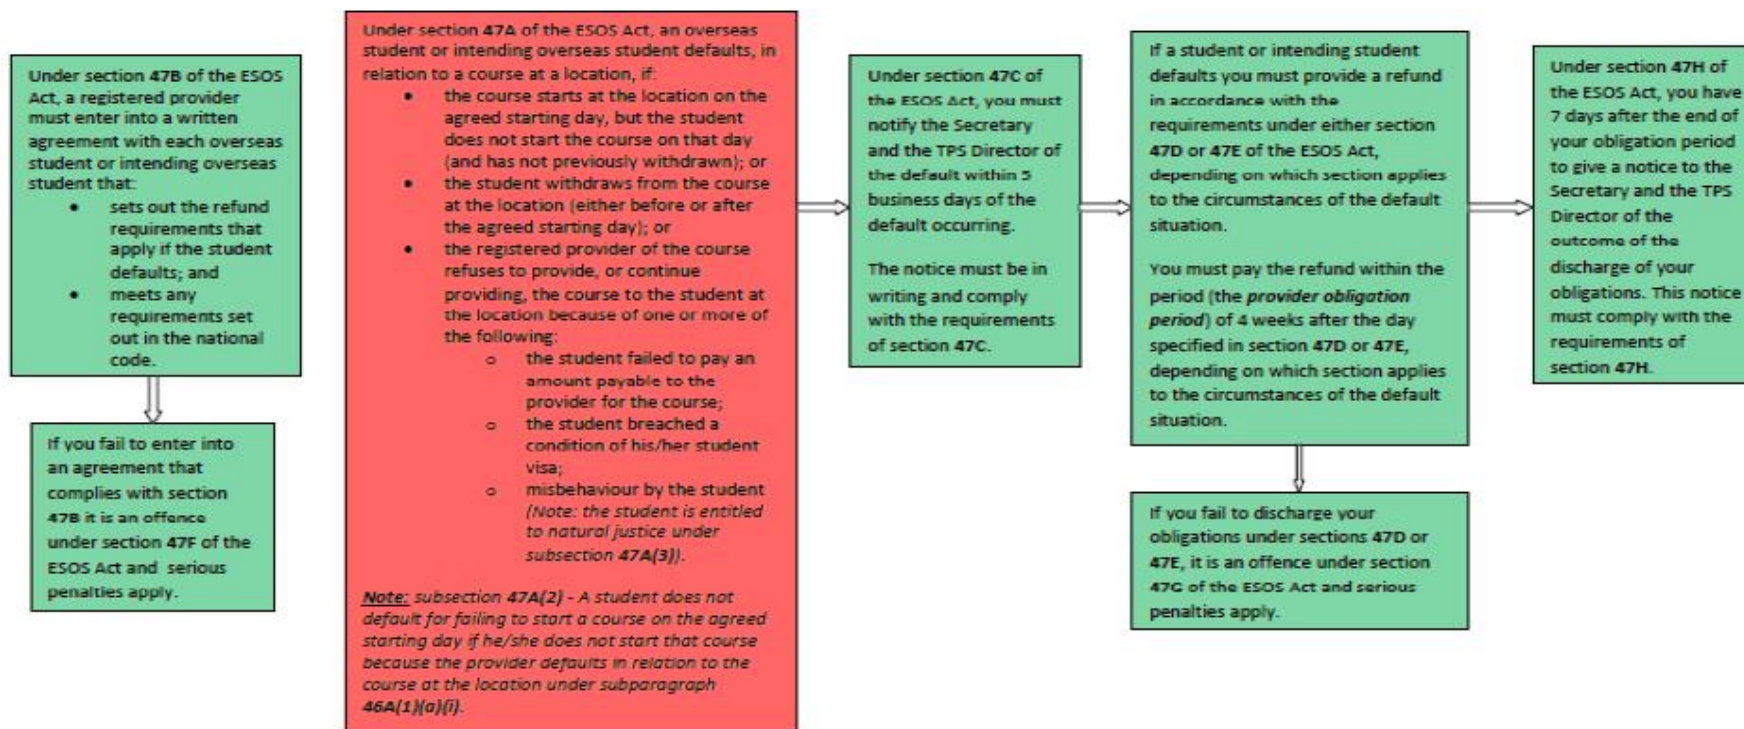 Under section 47B of the ESOS
Act, a registered provider
must enter into a written
agreement with each overseas
student or intending overseas
student that:
• sets out the refund
requirements that
apply if the student
defaults; and
• meets any
requirements set
out in the national
code.
If you fail to enter into
an agreement that
complies with section
47B it is an offence
under section 47F of the
ESOS Act and serious
penalties apply.
Under section 47A of the ESOS Act, an overseas
student or intending overseas student defaults, in
relation to a course at a location, if:
• the course starts at the location on the
agreed starting day, but the student
does not start the course on that day
(and has not previously withdrawn); or
• the student withdraws from the course
at the location (either before or after
the agreed starting day); or
• the registered provider of the course
refuses to provide, or continue
providing, the course to the student at
the location because of one or more of
the following:
o the student failed to pay an
amount payable to the
provider for the course;
o the student breached a
condition of his/her student
visa;
o misbehaviour by the student
(Note: the student is entitled
to natural justice under
subsection 47A(3)).
Note: subsection 47A(2) - A student does not
default for failing to start a course on the agreed
starting day if he/she does not start that course
because the provider defaults in relation to the
course at the location under subparagraph
46A(1)(a)(i).
Under section 47C of
the ESOS Act, you must
notify the Secretary
and the TPS Director of
the default within 5
business days of the
default occurring.
The notice must be in
writing and comply
with the requirements
of section 47C.
If a student or intending student
defaults you must provide a refund
in accordance with the
requirements under either section
47D or 47E of the ESOS Act,
depending on which section applies
to the circumstances of the default
situation.
You must pay the refund within the
period (the provider obligation
period) of 4 weeks after the day
specified in section 47D or 47E,
depending on which section applies
to the circumstances of the default
situation.
If you fail to discharge your
obligations under sections 47D or
47E, it is an offence under section
47G of the ESOS Act and serious
penalties apply.
Under section 47H of
the ESOS Act, you have
7 days after the end of
your obligation period
to give a notice to the
Secretary and the TPS
Director of the
outcome of the
discharge of your
obligations. This notice
must comply with the
requirements of
section 47H.